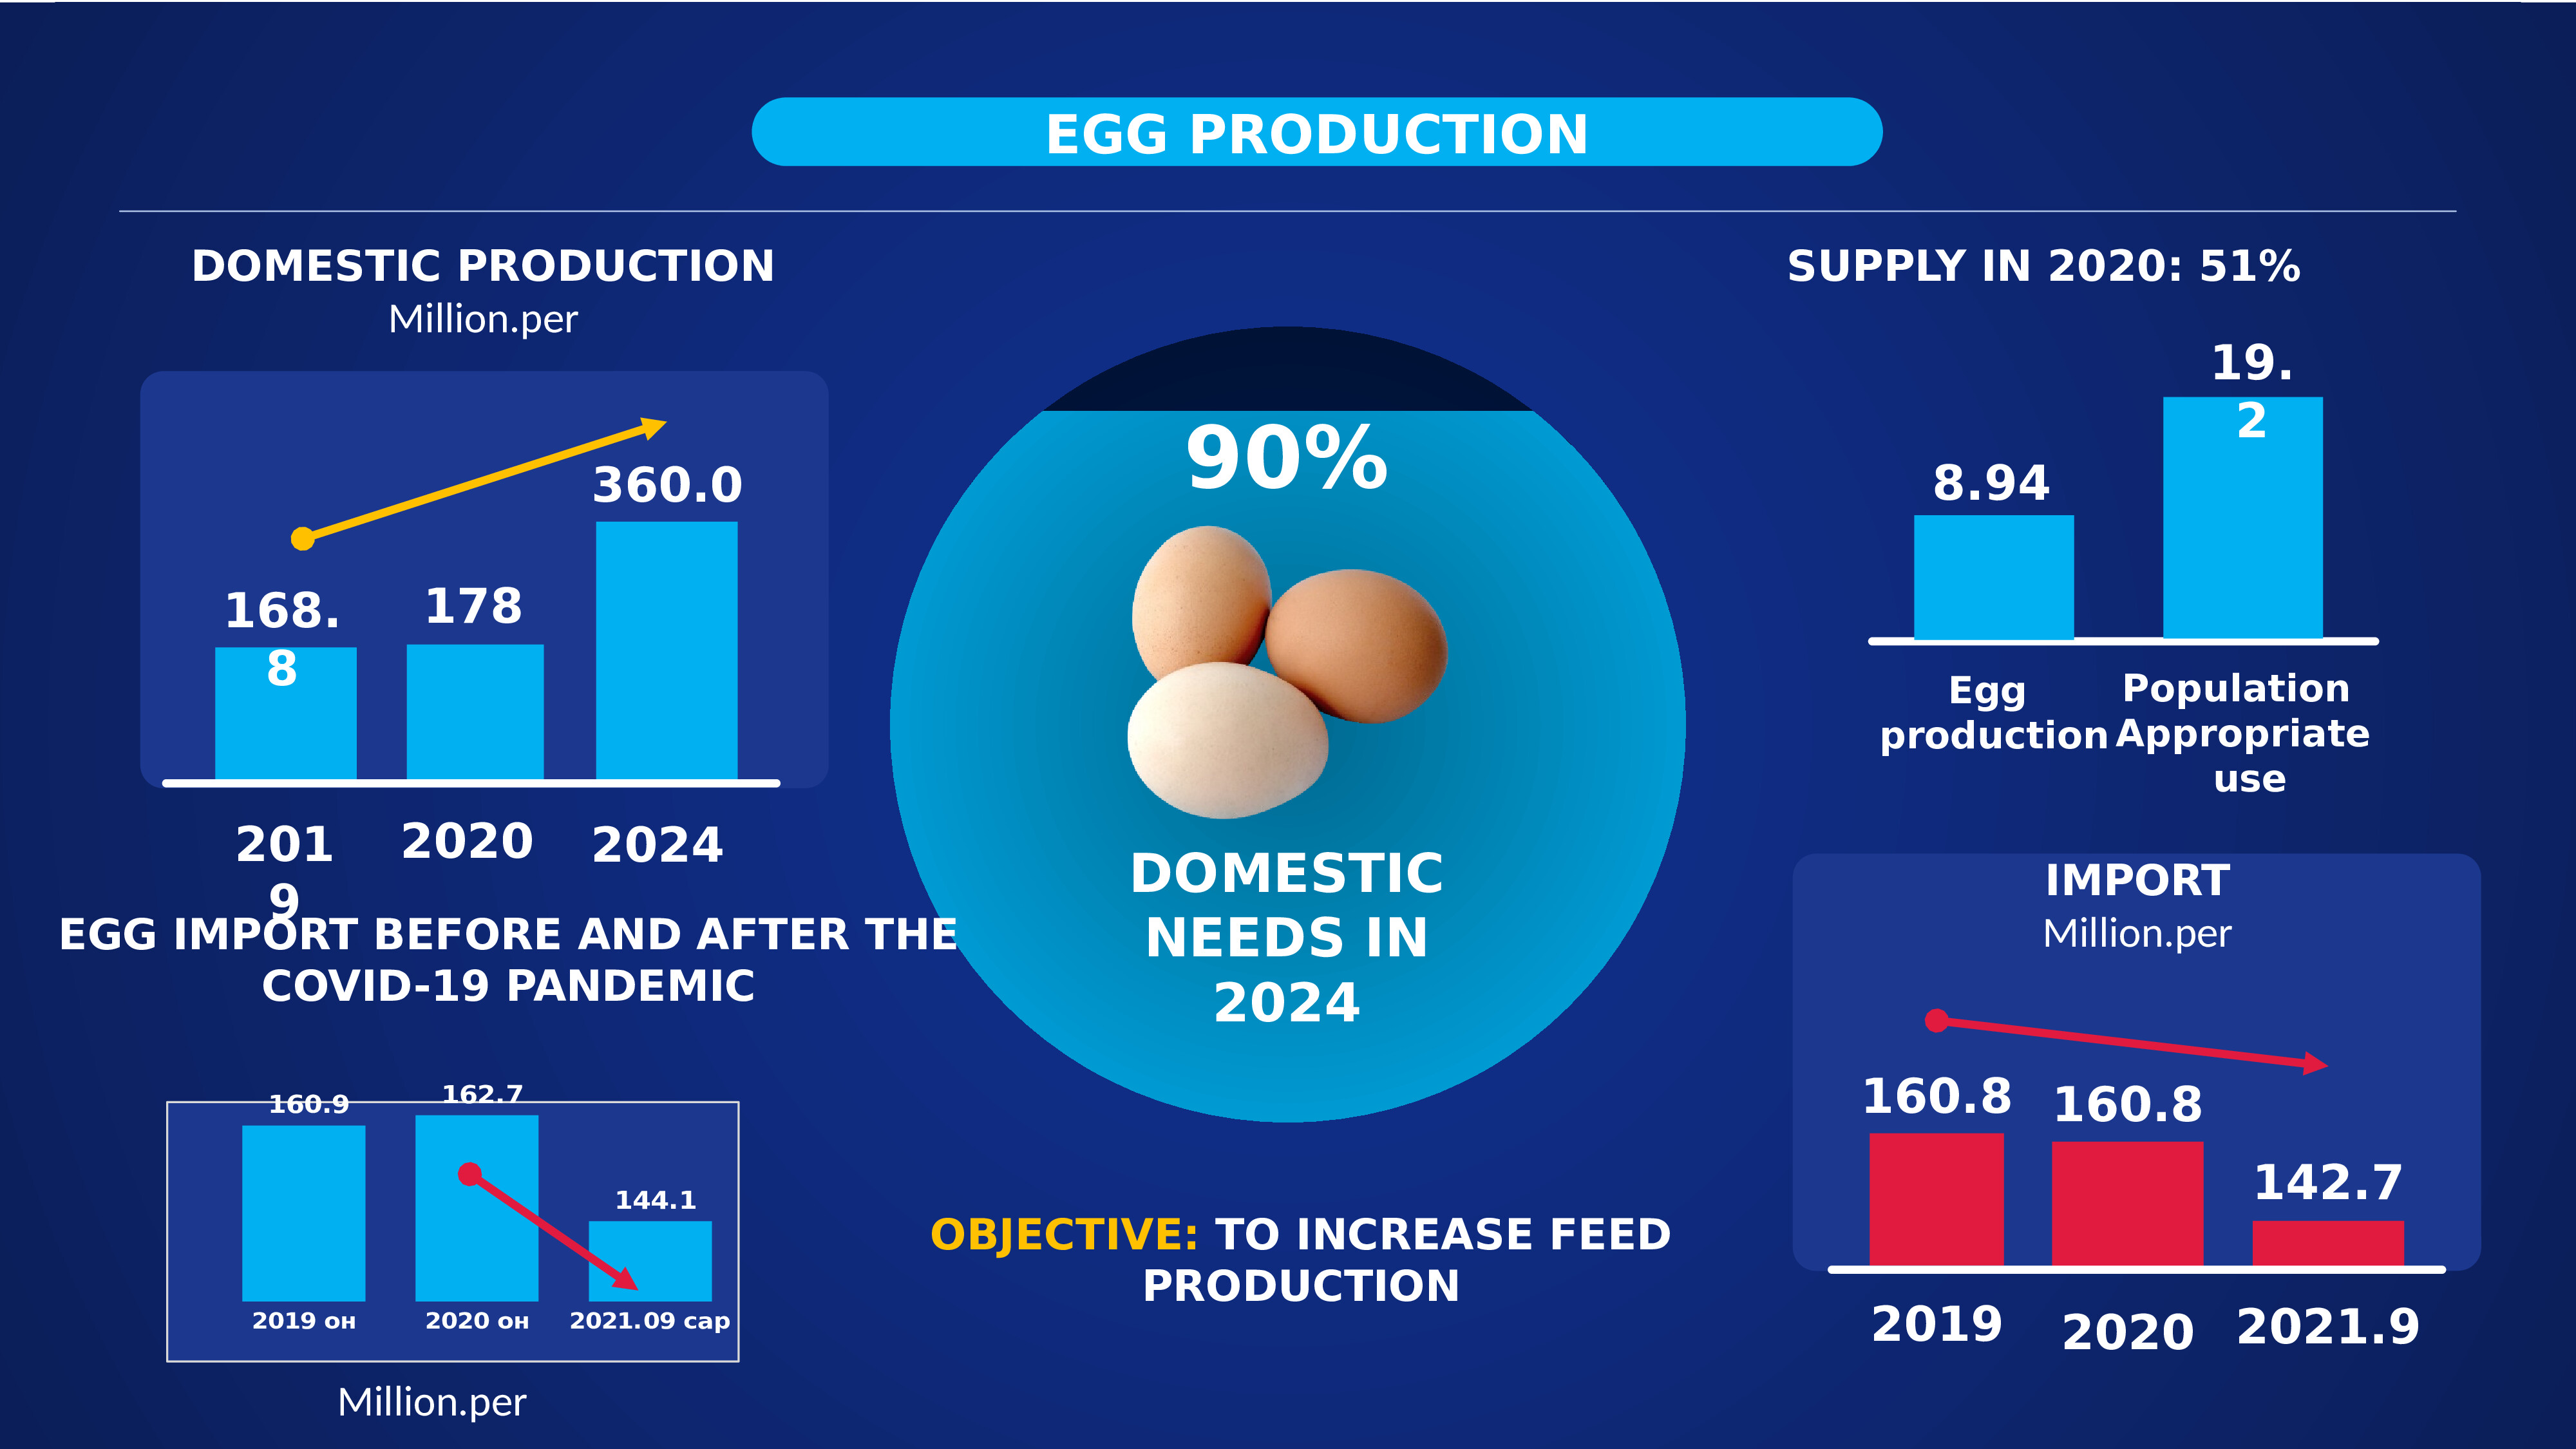 EGG PRODUCTION
DOMESTIC PRODUCTION
Million.per
360.0
168.
8
178
201
9
2020
2024
EGG IMPORT BEFORE AND AFTER THE
COVID-19 PANDEMIC
160.9
162.7
144.1
2019 он
2020 он
2021.09 сар
Million.per
90%
DOMESTIC
NEEDS IN
2024
OBJECTIVE: TO INCREASE FEED
PRODUCTION
SUPPLY IN 2020: 51%
19.
2
8.94
Egg
production
Population
Appropriate
use
IMPORT
Million.per
160.8
160.8
142.7
2019
2020
2021.9